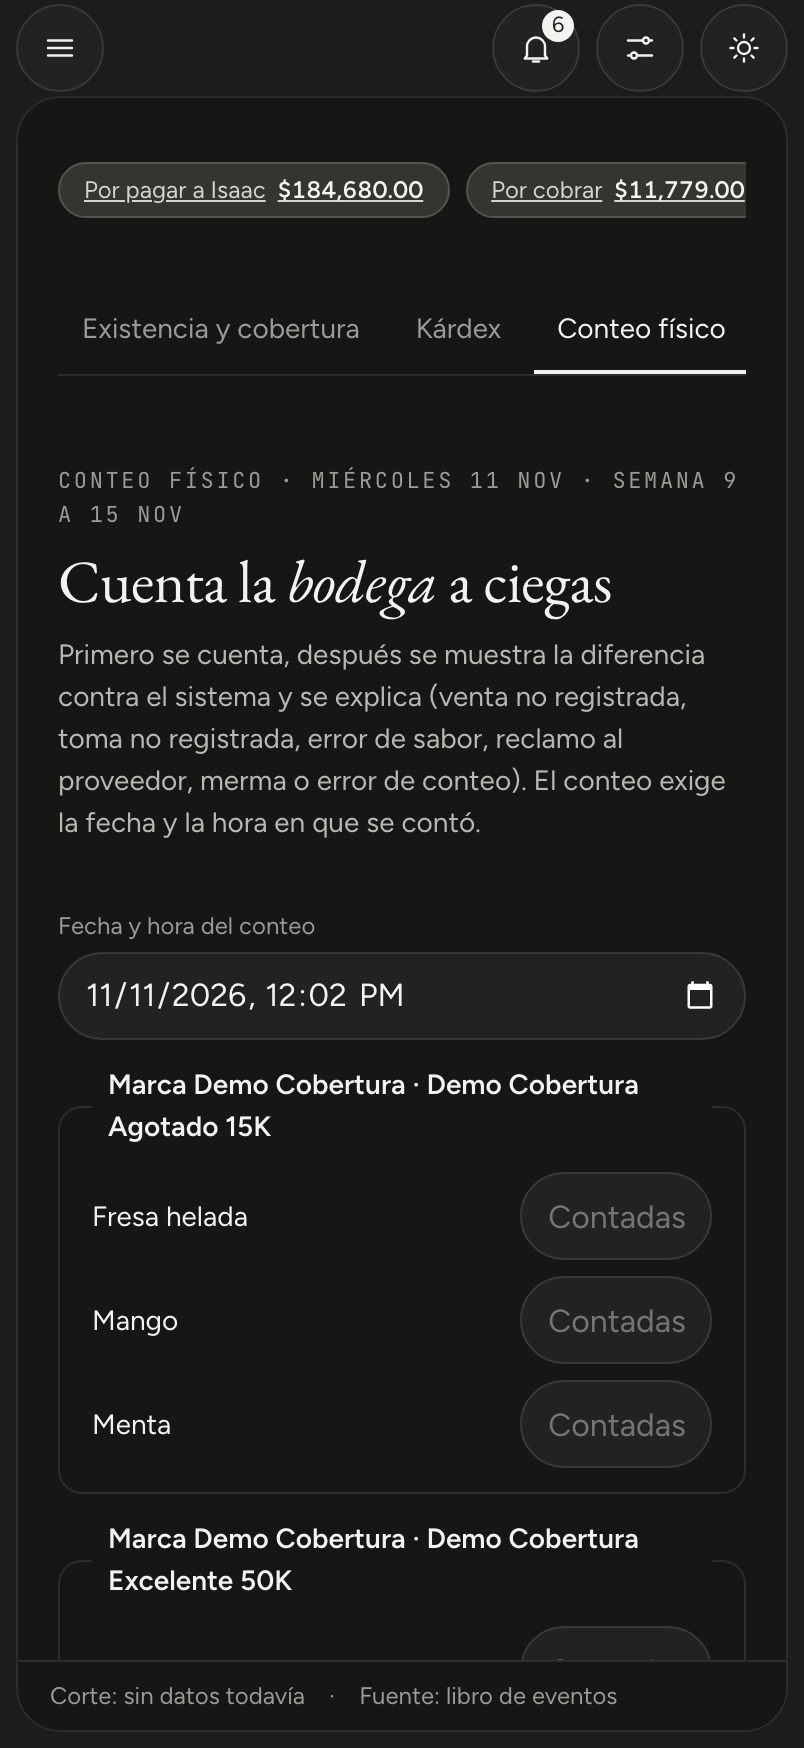 6
Por pagar a Isaac $184,680.00 Por cobrar $11,779.00
Existencia y cobertura Kárdex Conteo físico
CONTEO FÍSICO · MIÉRCOLES 11 NOV · SEMANA 9
A 15 NOV
Cuenta la bodega a ciegas
Primero se cuenta, después se muestra la diferencia
contra el sistema y se explica (venta no registrada,
toma no registrada, error de sabor, reclamo al
proveedor, merma o error de conteo). El conteo exige
la fecha y la hora en que se contó.
Fecha y hora del conteo
11/11/2026, 12:02 PM
Marca Demo Cobertura · Demo Cobertura
Agotado 15K
Fresa helada Contadas
Mango Contadas
Menta Contadas
Marca Demo Cobertura · Demo Cobertura
Excelente 50K
Corte: sin datos todavía · Fuente: libro de eventos